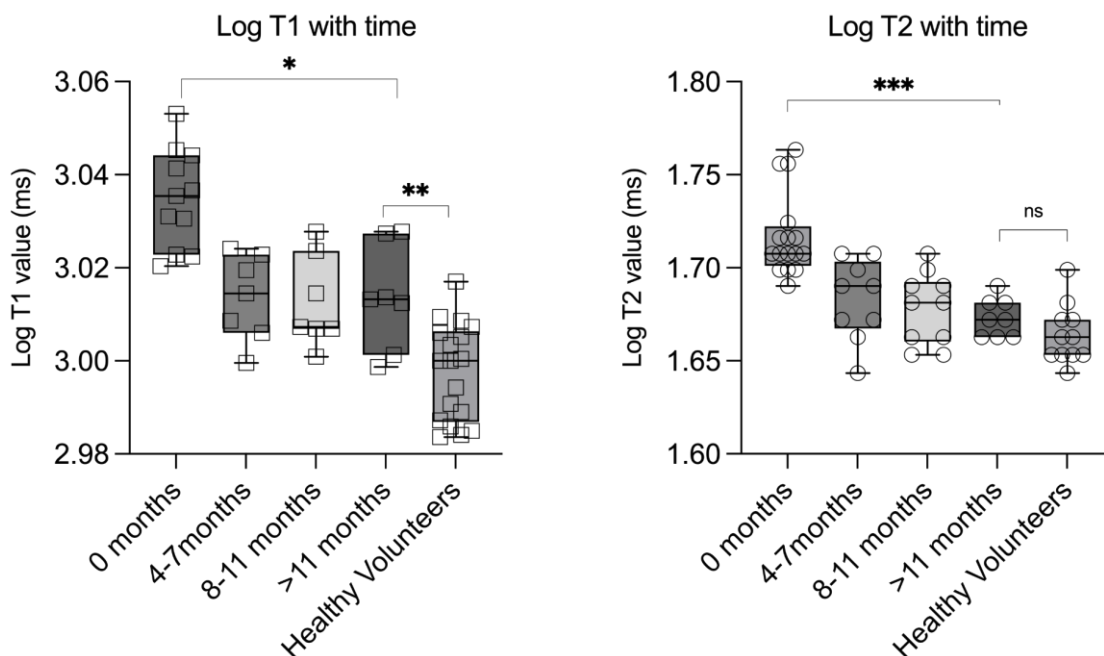 Log T1 with time
Log T1 value (ms)
3.06
3.04
3.02
3.00
2.98
*
**
0 months
4-7months
8-11 months
>11 months
Healthy Volunteers
Log T2 with time
Log T2 value (ms)
1.80
1.75
1.70
1.65
1.60
***
ns
0 months
4-7months
8-11 months
>11 months
Healthy Volunteers